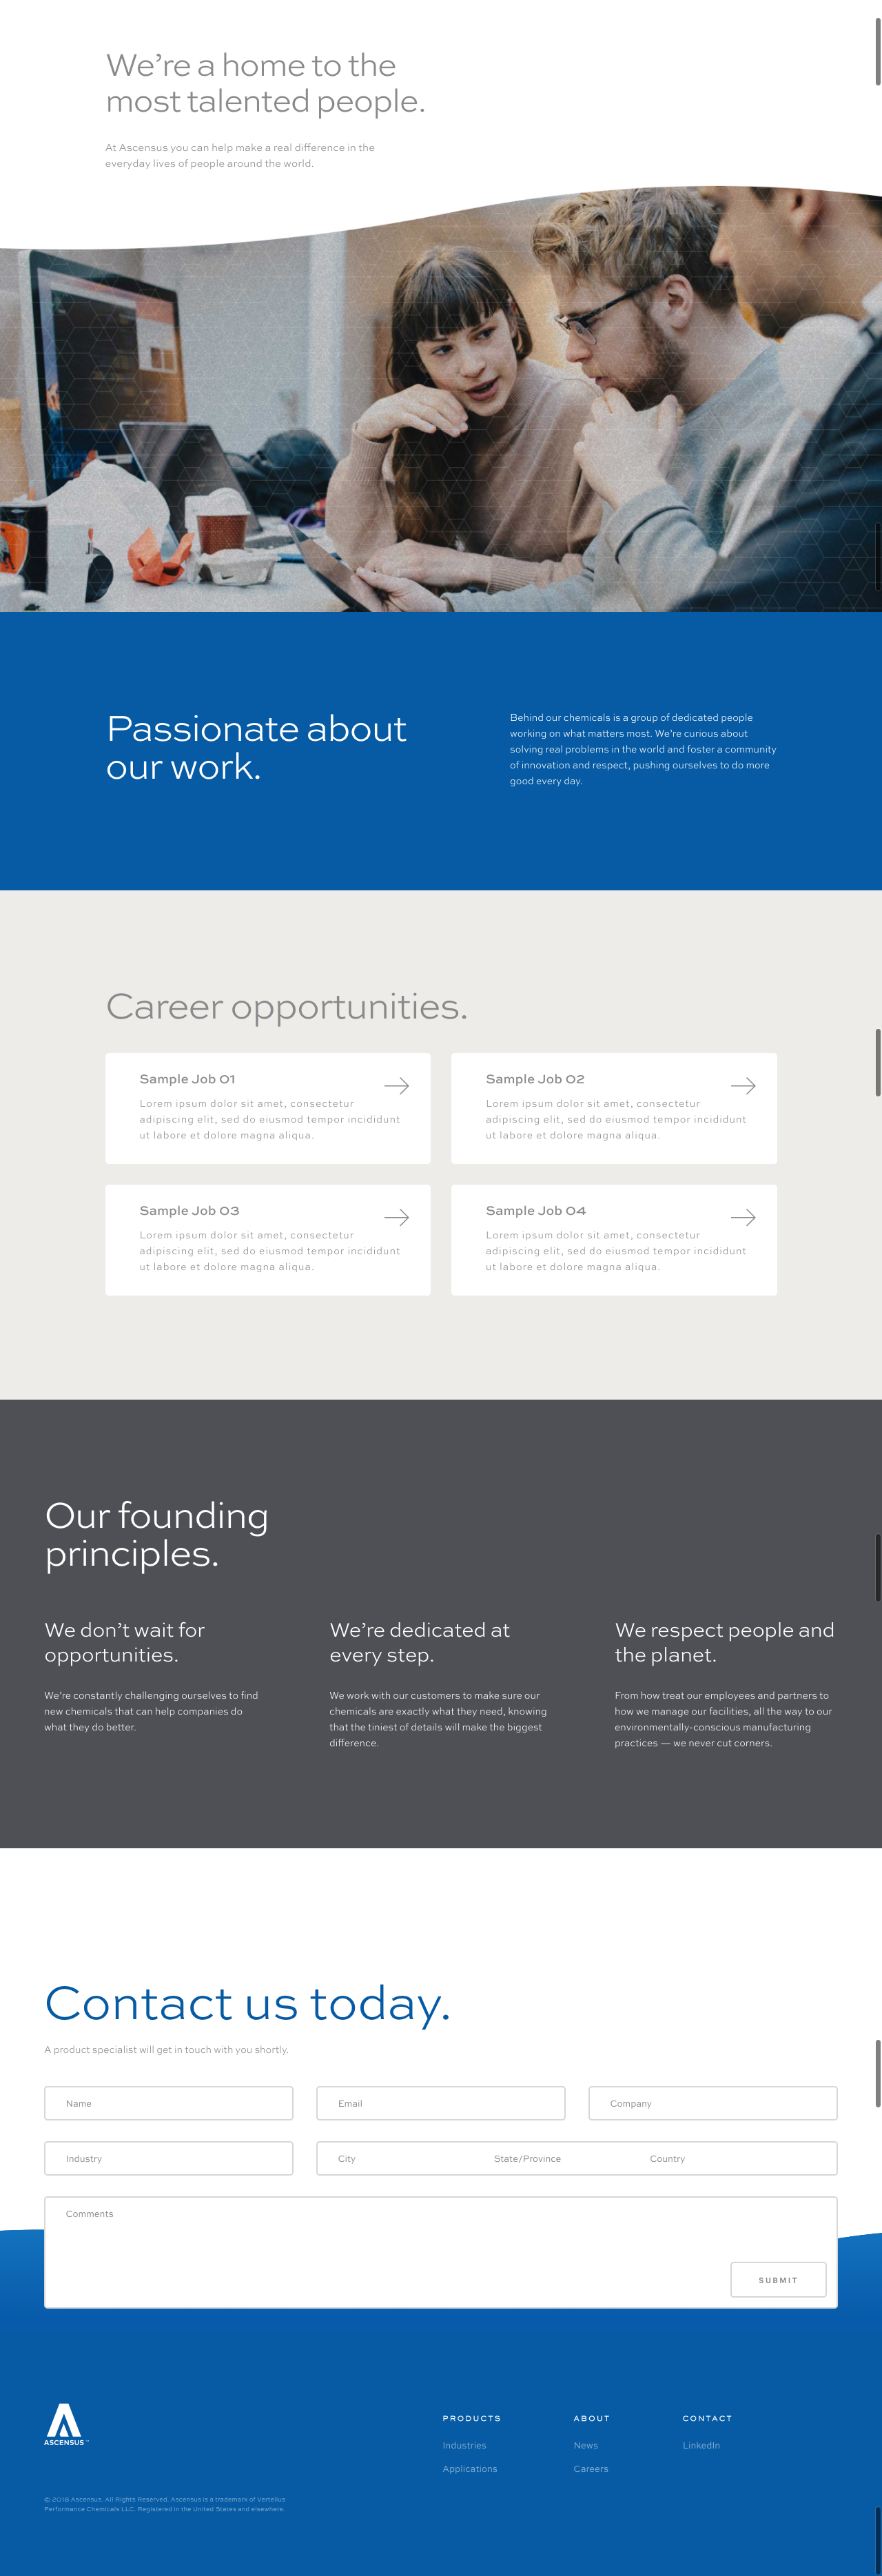 We’re a home to the
most talented people.
At Ascensus you can help make a real difference in the
everyday lives of people around the world.
Passionate about
our work.
Behind our chemicals is a group of dedicated people
working on what matters most. We’re curious about
solving real problems in the world and foster a community
of innovation and respect, pushing ourselves to do more
good every day.
Career opportunities.
Sample Job 01
Lorem ipsum dolor sit amet, consectetur
adipiscing elit, sed do eiusmod tempor incididunt
ut labore et dolore magna aliqua.
Sample Job 02
Lorem ipsum dolor sit amet, consectetur
adipiscing elit, sed do eiusmod tempor incididunt
ut labore et dolore magna aliqua.
Sample Job 03
Lorem ipsum dolor sit amet, consectetur
adipiscing elit, sed do eiusmod tempor incididunt
ut labore et dolore magna aliqua.
Sample Job 04
Lorem ipsum dolor sit amet, consectetur
adipiscing elit, sed do eiusmod tempor incididunt
ut labore et dolore magna aliqua.
Our founding
principles.
We don’t wait for
opportunities.
We’re constantly challenging ourselves to find
new chemicals that can help companies do
what they do better.
We’re dedicated at
every step.
We work with our customers to make sure our
chemicals are exactly what they need, knowing
that the tiniest of details will make the biggest
difference.
We respect people and
the planet.
From how treat our employees and partners to
how we manage our facilities, all the way to our
environmentally-conscious manufacturing
practices — we never cut corners.
Contact us today.
A product specialist will get in touch with you shortly.
Name
Email
Company
Industry
City
State/Province
Country
Comments
SUBMIT
ASCENSUS™
PRODUCTS
Industries
Applications
ABOUT
News
Careers
CONTACT
LinkedIn
© 2018 Ascensus. All Rights Reserved. Ascensus is a trademark of Vertellus
Performance Chemicals LLC. Registered in the United States and elsewhere.